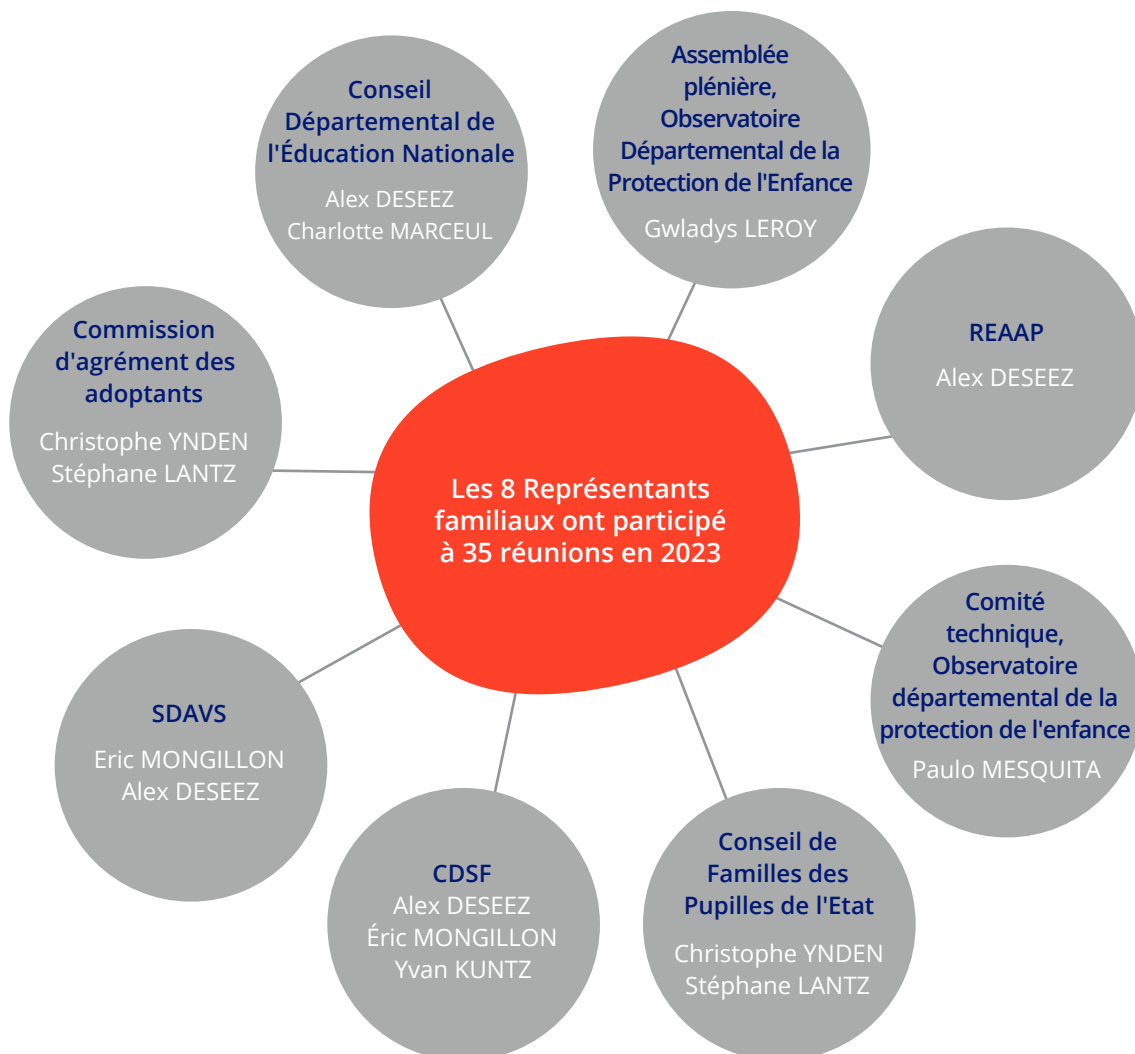 Conseil
Départemental de
l'Éducation Nationale
Alex DESEEZ
Charlotte MARCEUL
Assemblée
plénière,
Observatoire
Départemental de la
Protection de l'Enfance
Gwladys LEROY
REAAP
Alex DESEEZ
Commission
d'agrément des
adoptants
Christophe YNDEN
Stéphane LANTZ
Les 8 Représentants
familiaux ont participé
à 35 réunions en 2023
Comité
technique,
Observatoire
départemental de la
protection de l'enfance
Paulo MESQUITA
SDAVS
Eric MONGILLON
Alex DESEEZ
CDSF
Alex DESEEZ
Éric MONGILLON
Yvan KUNTZ
Conseil de
Familles des
Pupilles de l'Etat
Christophe YNDEN
Stéphane LANTZ